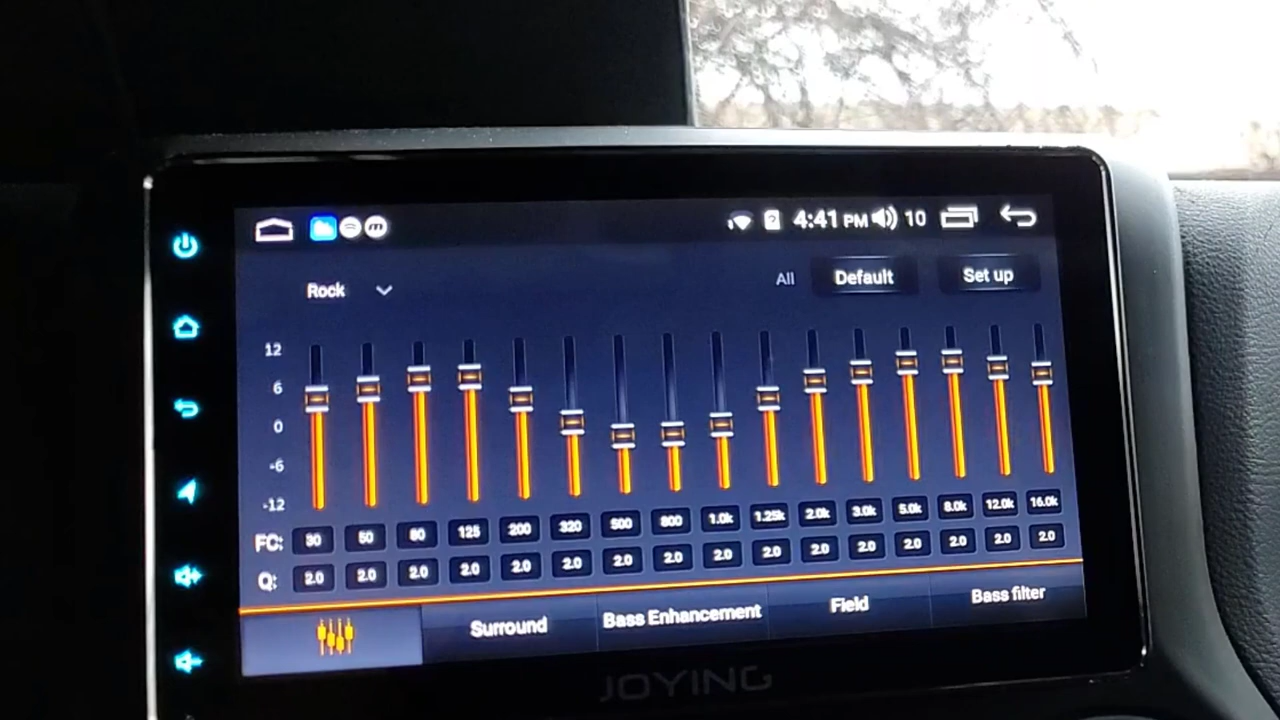 4:41 PM 10
Rock All Default Set up
12
6
0
-6
-12
FC: 30 50 80 125 200 320 500 800 1.0k 1.25k 2.0k 3.0k 5.0k 8.0k 12.0k 16.0k
Q: 2.0 2.0 2.0 2.0 2.0 2.0 2.0 2.0 2.0 2.0 2.0 2.0 2.0 2.0 2.0 2.0
Surround Bass Enhancement Field Bass filter
JOYING